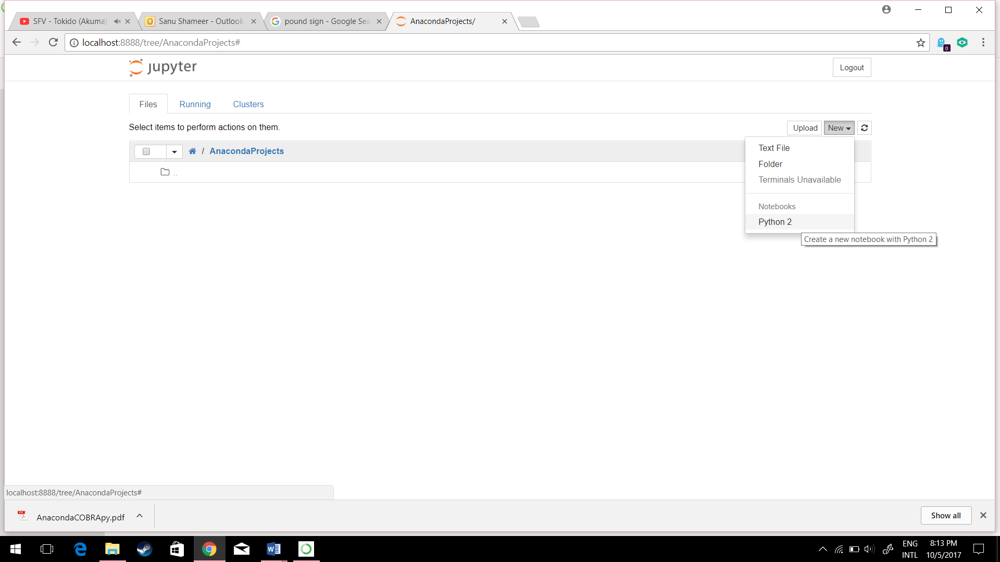 SFV - Tokido (Akuma)
Sanu Shameer - Outlook
pound sign - Google Sea
AnacondaProjects/
localhost:8888/tree/AnacondaProjects#
0
jupyter
Logout
Files
Running
Clusters
Select items to perform actions on them.
Upload
New
/ AnacondaProjects
..
Text File
Folder
Terminals Unavailable
Notebooks
Python 2
Create a new notebook with Python 2
localhost:8888/tree/AnacondaProjects#
AnacondaCOBRApy.pdf
Show all
ENG
INTL
8:13 PM
10/5/2017